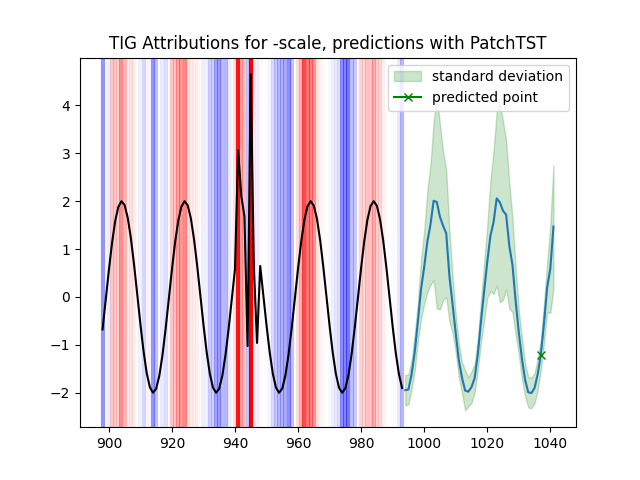 TIG Attributions for -scale, predictions with PatchTST
standard deviation
predicted point
4
3
2
1
0
−1
−2
900 920 940 960 980 1000 1020 1040